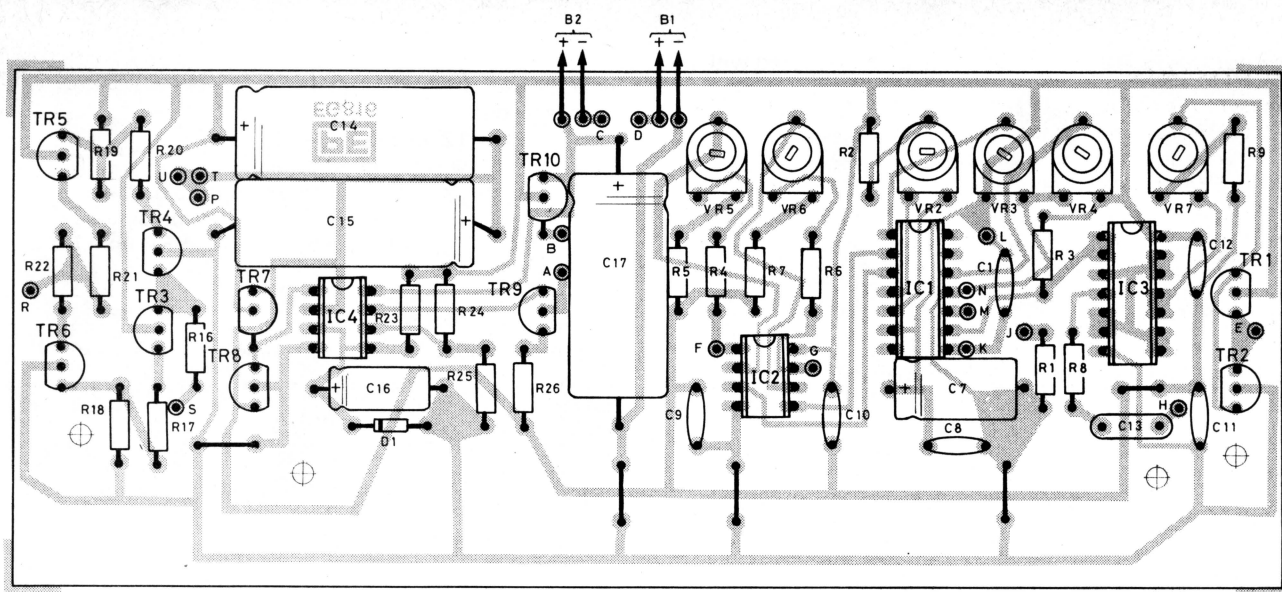 B2 B1
+ − + −
C D
TR5
R19
R20
EG816
C14
+
U T
P
TR10
+
VR5
VR6
R2
VR2
VR3
VR4
VR7
R9
TR4
C15
+
B
A
C17
R22
R21
R
TR3
TR7
IC4
R23
R24
TR9
R5
R4
R7
R6
IC1
L
C1
N
M
K
R3
J
IC3
C12
TR1
E
TR6
R16
TR8
F
IC2
G
R18
R17
S
+ C16
D1
R25
R26
C9
C10
+ C7
C8
R1
R8
C13
H
C11
TR2